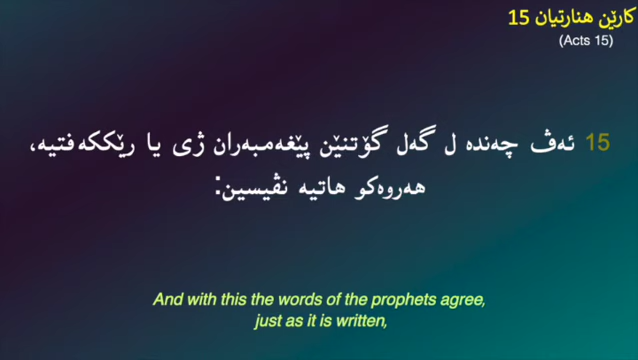 کارێن هنارتیان 15
(Acts 15)
15 ئەڤ چەندە ل گەل گۆتنێن پێغەمبەران ژی یا رێککەفتیە،
هەروەکو هاتیە نڤیسین:
And with this the words of the prophets agree,
just as it is written,